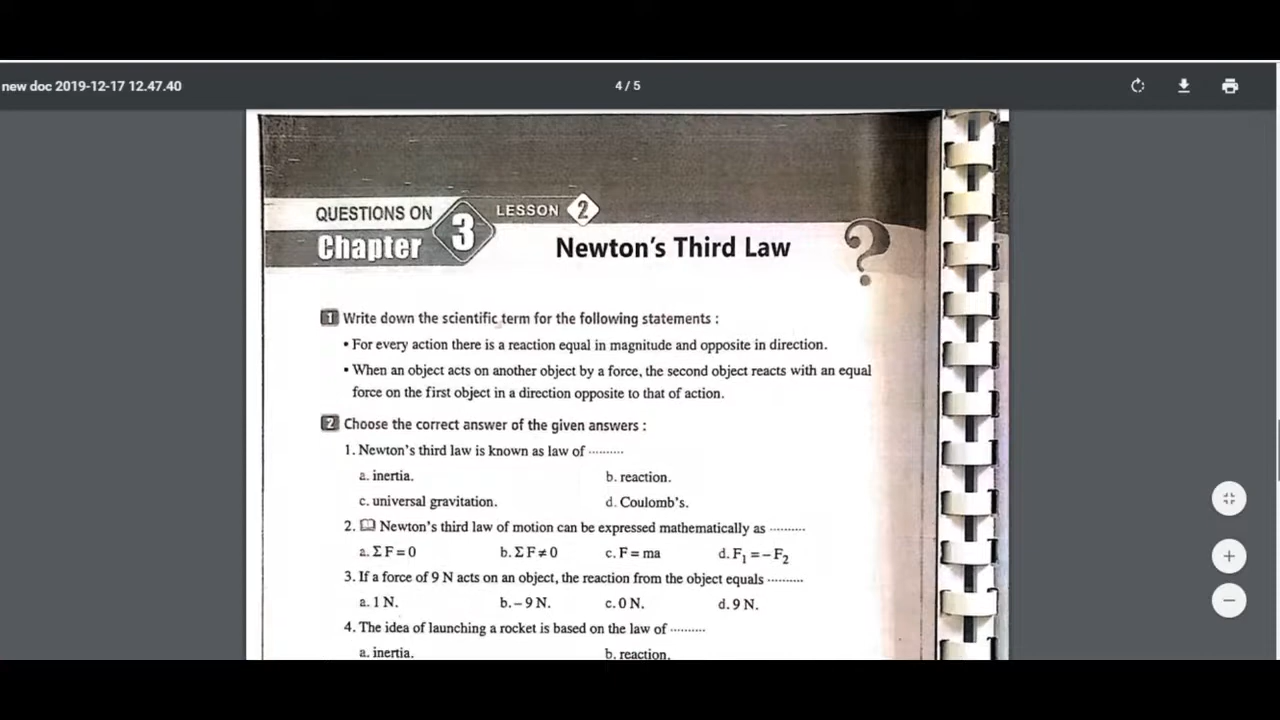 new doc 2019-12-17 12.47.40
4 / 5
QUESTIONS ON
Chapter 3
LESSON 2
Newton's Third Law
?
1 Write down the scientific term for the following statements :
• For every action there is a reaction equal in magnitude and opposite in direction.
• When an object acts on another object by a force, the second object reacts with an equal
force on the first object in a direction opposite to that of action.
2 Choose the correct answer of the given answers :
1. Newton's third law is known as law of ··········
a. inertia. b. reaction.
c. universal gravitation. d. Coulomb's.
2. Newton's third law of motion can be expressed mathematically as ··········
a. Σ F = 0 b. Σ F ≠ 0 c. F = ma d. F₁ = – F₂
3. If a force of 9 N acts on an object, the reaction from the object equals ··········
a. 1 N. b. – 9 N. c. 0 N. d. 9 N.
4. The idea of launching a rocket is based on the law of ··········
a. inertia. b. reaction.